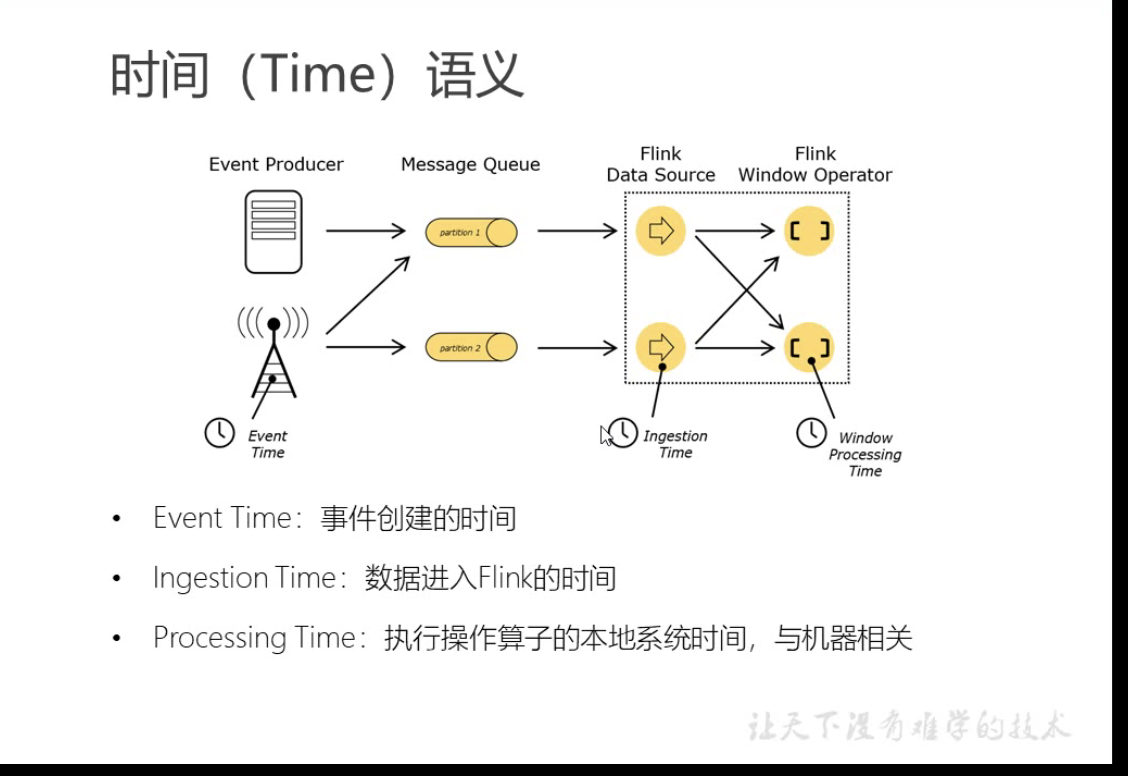 时间（Time）语义
Event Producer
Message Queue
Flink
Data Source
Flink
Window Operator
partition 1
partition 2
Event
Time
Ingestion
Time
Window
Processing
Time
• Event Time：事件创建的时间
• Ingestion Time：数据进入Flink的时间
• Processing Time：执行操作算子的本地系统时间，与机器相关
让天下没有难学的技术